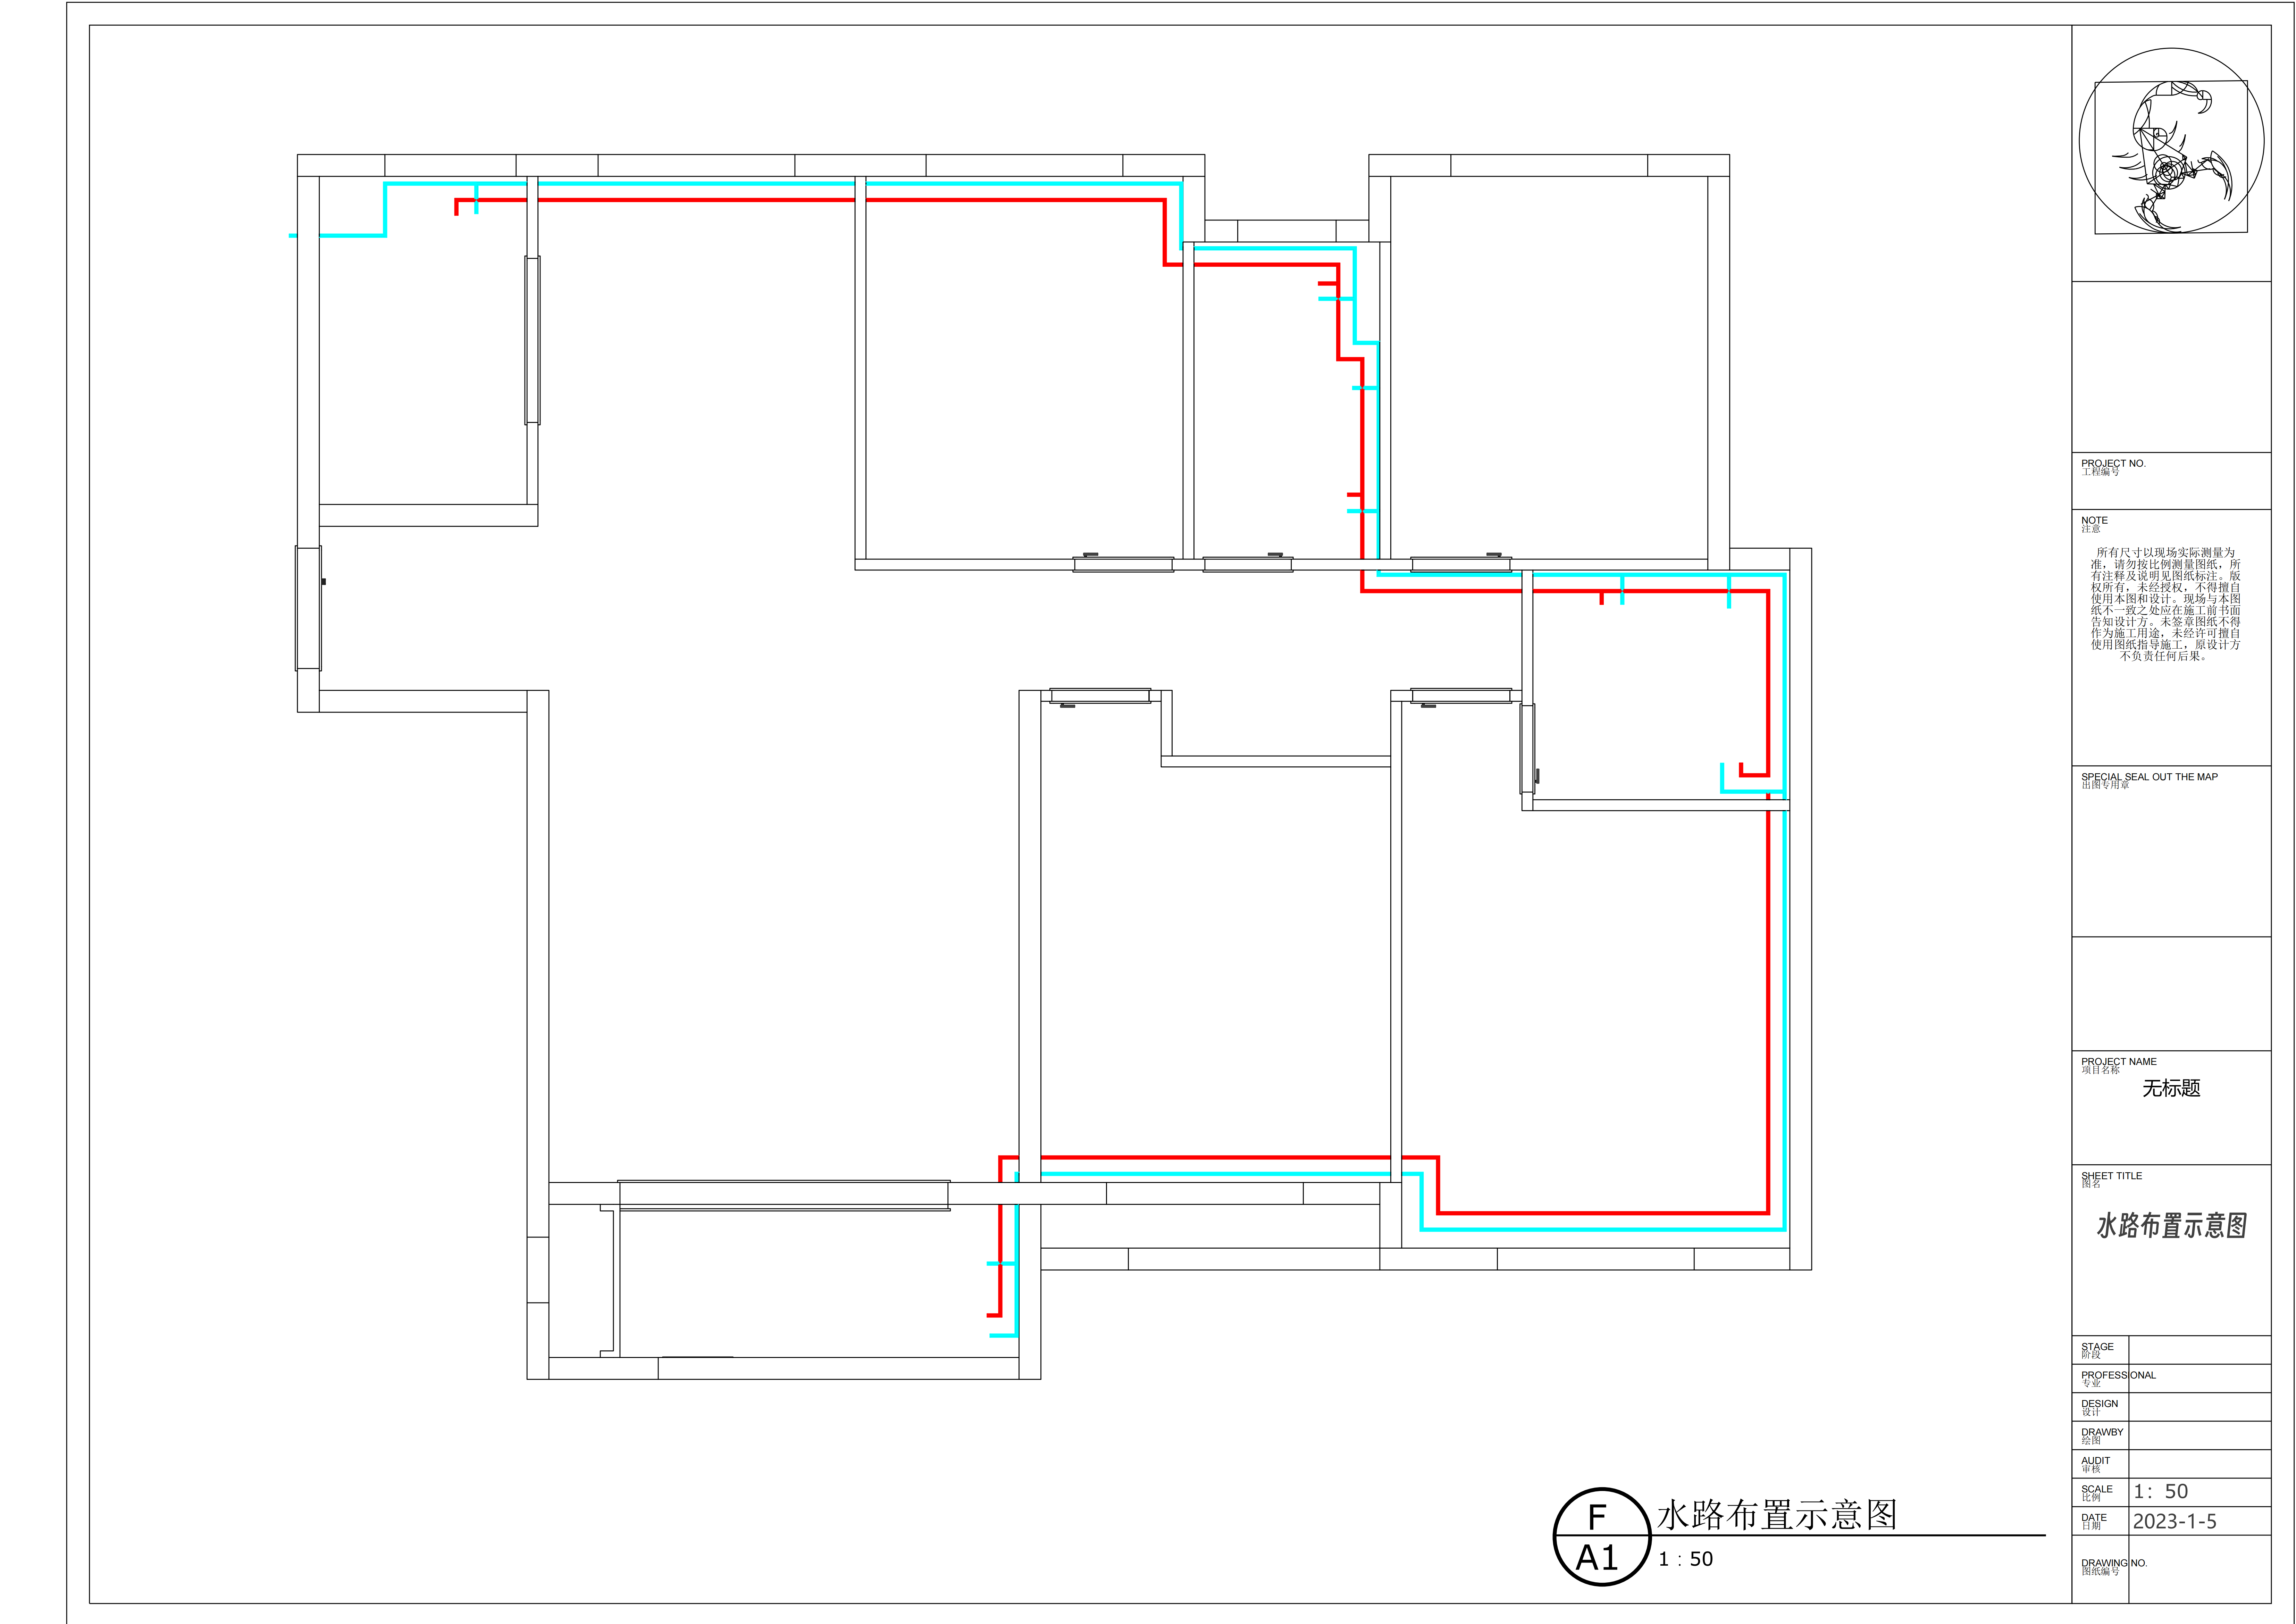 PROJECT NO.
工程编号
NOTE
注意
所有尺寸以现场实际测量为
准，请勿按比例测量图纸，所
有注释及说明见图纸标注。版
权所有，未经授权，不得擅自
使用本图和设计。现场与本图
纸不一致之处应在施工前书面
告知设计方。未签章图纸不得
作为施工用途，未经许可擅自
使用图纸指导施工，原设计方
不负责任何后果。
SPECIAL SEAL OUT THE MAP
出图专用章
PROJECT NAME
项目名称
无标题
SHEET TITLE
图名
水路布置示意图
STAGE
阶段
PROFESSIONAL
专业
DESIGN
设计
DRAWBY
绘图
AUDIT
审核
SCALE
比例
1：50
DATE
日期
2023-1-5
DRAWING NO.
图纸编号
F
A1
水路布置示意图
1 : 50